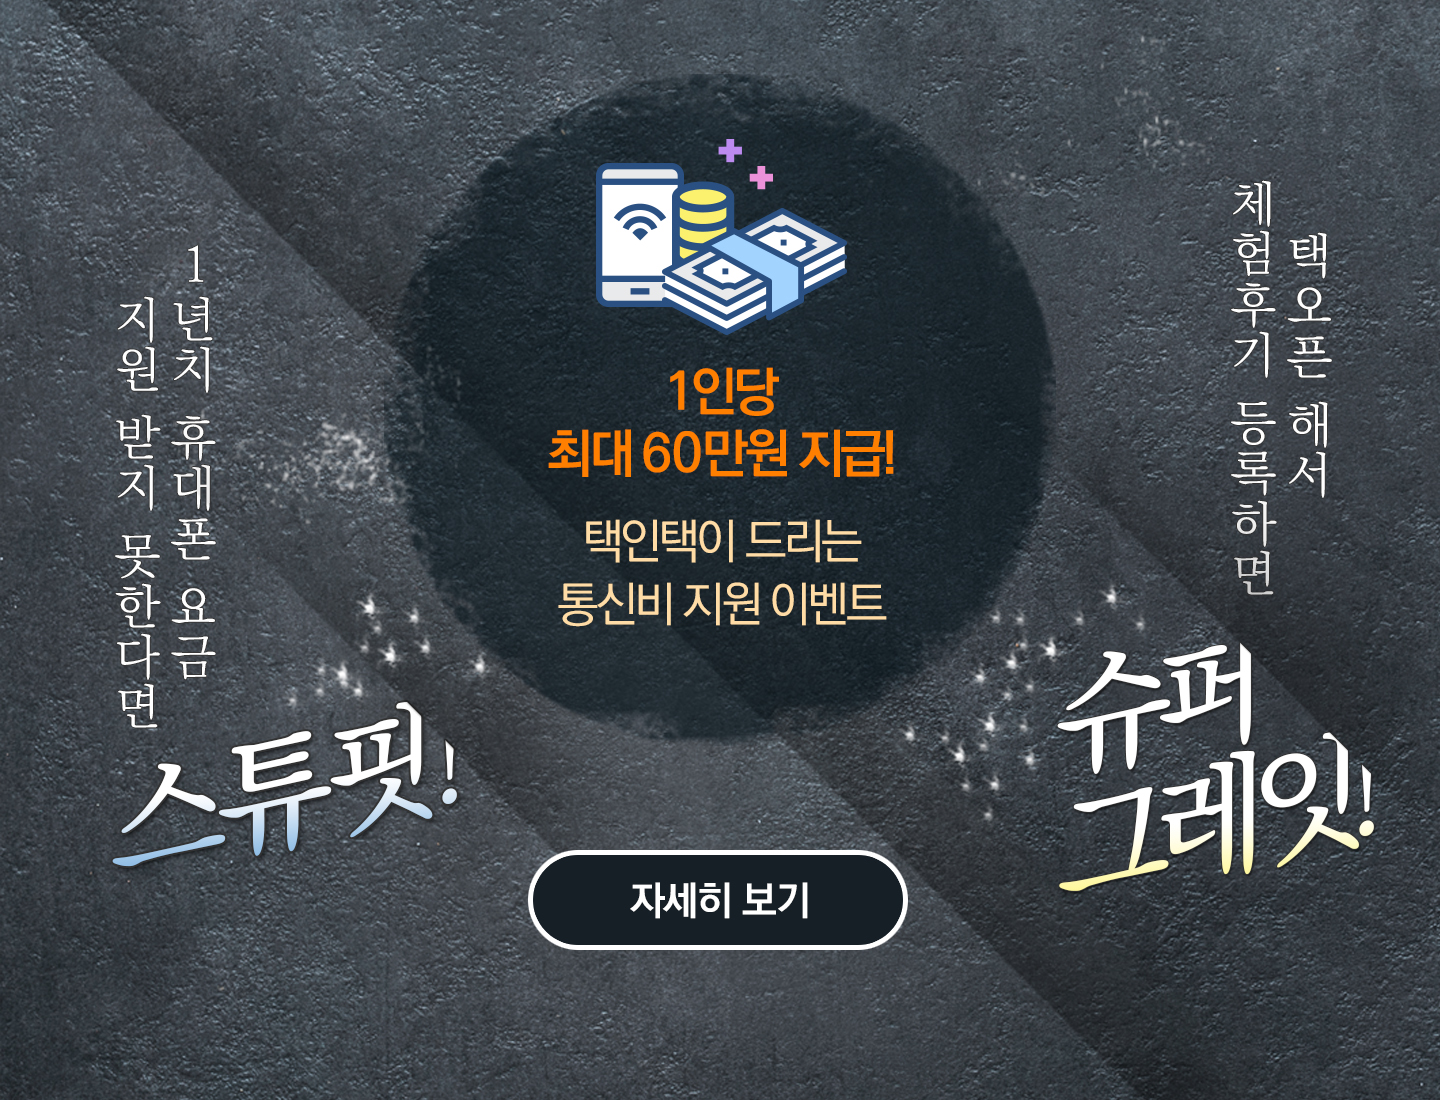 1년치 휴대폰 요금
지원 받지 못한다면
스튜핏!
1인당
최대 60만원 지급!
택인택이 드리는
통신비 지원 이벤트
택오픈 해서
체험후기 등록하면
슈퍼
그레잇!
자세히 보기